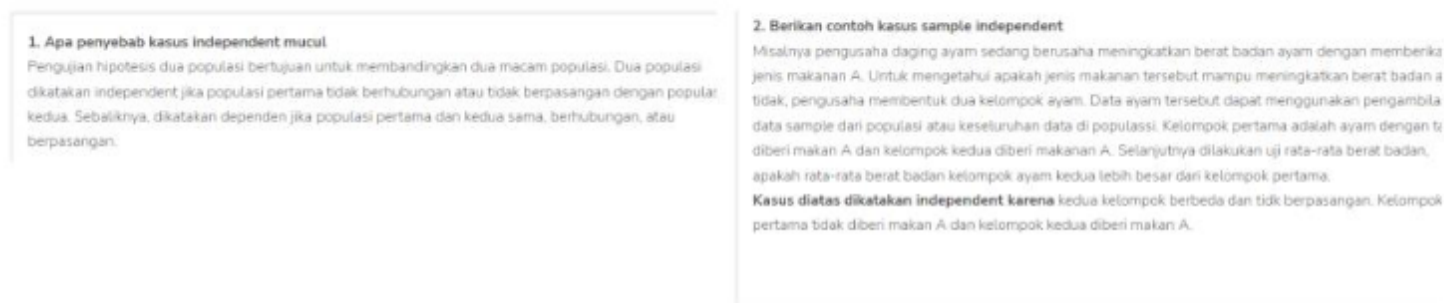 1. Apa penyebab kasus independent mucul
Pengujian hipotesis dua populasi bertujuan untuk membandingkan dua macam populasi. Dua populasi
dikatakan independent jika populasi pertama tidak berhubungan atau tidak berpasangan dengan popula
kedua. Sebaliknya, dikatakan dependen jika populasi pertama dan kedua sama, berhubungan, atau
berpasangan.
2. Berikan contoh kasus sample independent
Misalnya pengusaha daging ayam sedang berusaha meningkatkan berat badan ayam dengan memberika
jenis makanan A. Untuk mengetahui apakah jenis makanan tersebut mampu meningkatkan berat badan a
tidak, pengusaha membentuk dua kelompok ayam. Data ayam tersebut dapat menggunakan pengambila
data sample dari populasi atau keseluruhan data di populassi. Kelompok pertama adalah ayam dengan ta
diberi makan A dan kelompok kedua diberi makanan A. Selanjutnya dilakukan uji rata-rata berat badan,
apakah rata-rata berat badan kelompok ayam kedua lebih besar dari kelompok pertama.
Kasus diatas dikatakan independent karena kedua kelompok berbeda dan tidk berpasangan. Kelompok
pertama tidak diberi makan A dan kelompok kedua diberi makan A.